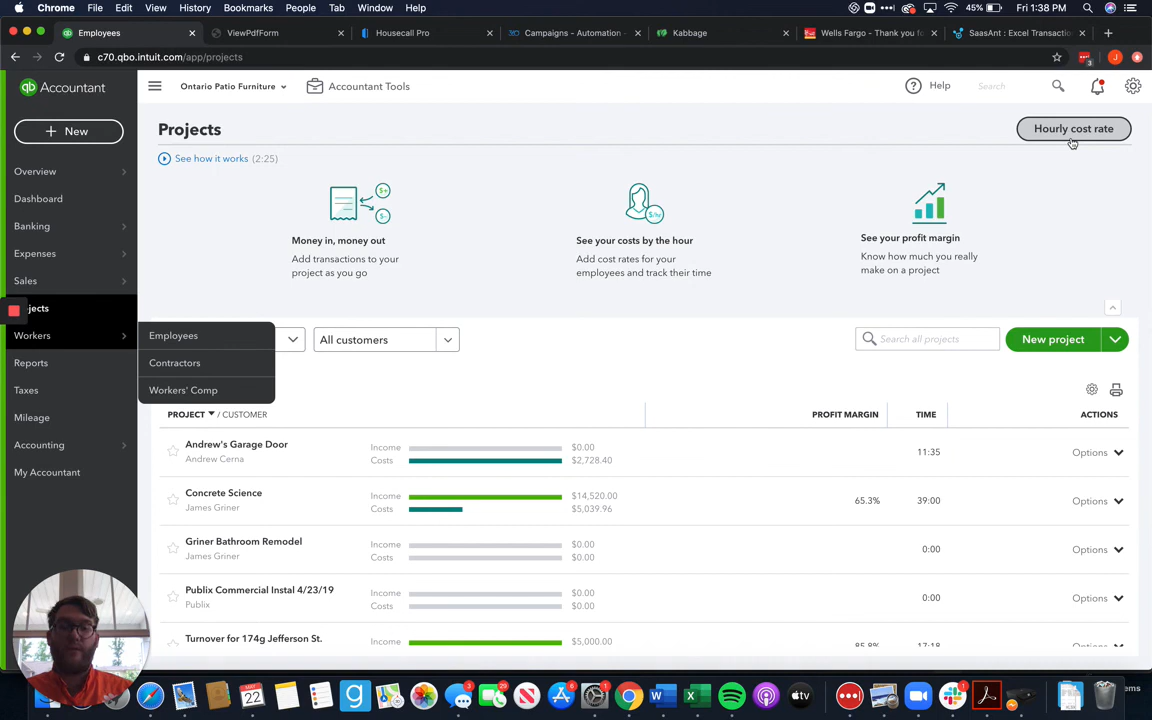 Chrome File Edit View History Bookmarks People Tab Window Help 45% Fri 1:38 PM
Employees ViewPdfForm Housecall Pro Campaigns - Automation - Kabbage Wells Fargo - Thank you f SaasAnt : Excel Transactio
c70.qbo.intuit.com/app/projects
qb Accountant Ontario Patio Furniture Accountant Tools Help Search
+ New
Projects
Hourly cost rate
See how it works (2:25)
Overview
Dashboard
Banking
Expenses
Sales
jects
Workers
Reports
Taxes
Mileage
Accounting
My Accountant
Employees
Contractors
Workers' Comp
Money in, money out
Add transactions to your
project as you go
See your costs by the hour
Add cost rates for your
employees and track their time
See your profit margin
Know how much you really
make on a project
All customers Search all projects New project
PROJECT / CUSTOMER PROFIT MARGIN TIME ACTIONS
Andrew's Garage Door
Andrew Cerna
Income $0.00
Costs $2,728.40
11:35 Options
Concrete Science
James Griner
Income $14,520.00
Costs $5,039.96
65.3% 39:00 Options
Griner Bathroom Remodel
James Griner
Income $0.00
Costs $0.00
0:00 Options
Publix Commercial Instal 4/23/19
Publix
Income $0.00
Costs $0.00
0:00 Options
Turnover for 174g Jefferson St.
Income $5,000.00
85.8% 17:18 Options
ems